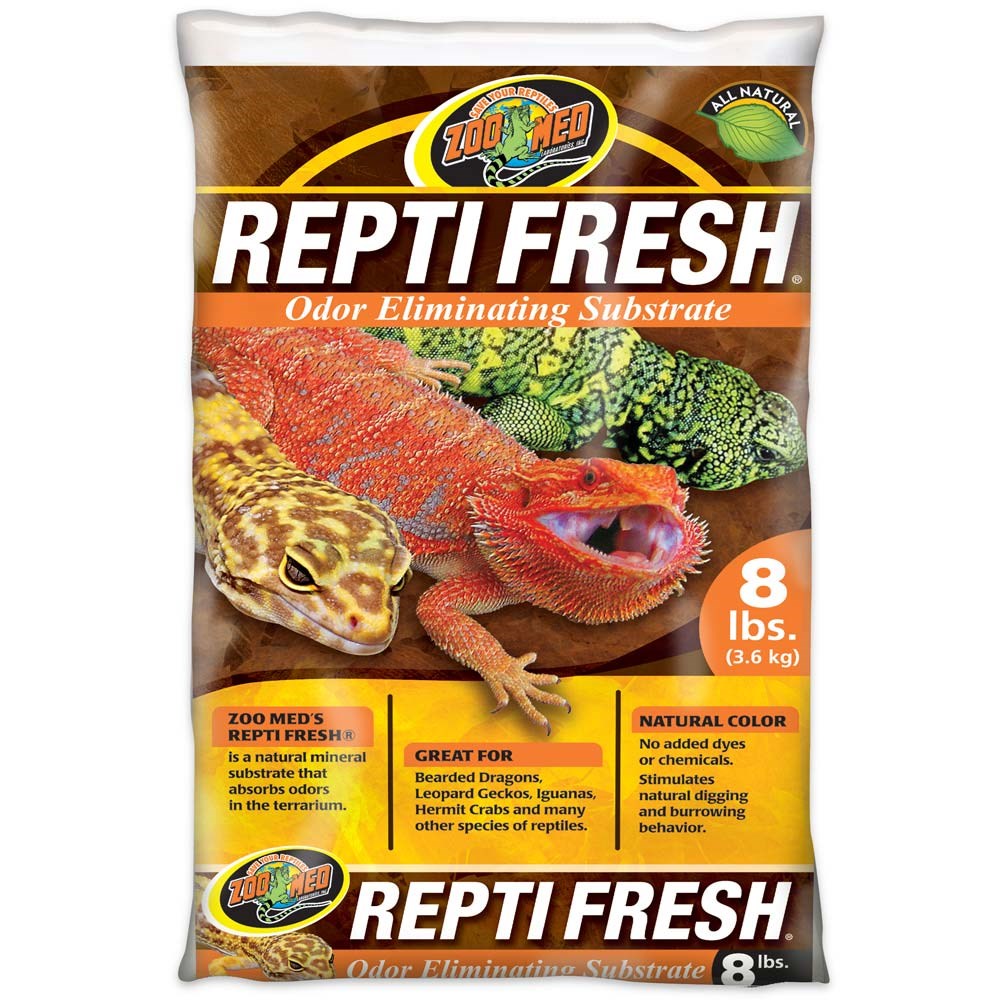 SAVE YOUR REPTILES
ZOO MED
LABORATORIES, INC.
ALL NATURAL
REPTI FRESH®
Odor Eliminating Substrate
8
lbs.
(3.6 kg)
ZOO MED'S
REPTI FRESH®
is a natural mineral
substrate that
absorbs odors
in the terrarium.
GREAT FOR
Bearded Dragons,
Leopard Geckos, Iguanas,
Hermit Crabs and many
other species of reptiles.
NATURAL COLOR
No added dyes
or chemicals.
Stimulates
natural digging
and burrowing
behavior.
SAVE YOUR REPTILES
ZOO MED
REPTI FRESH®
Odor Eliminating Substrate
8 lbs.